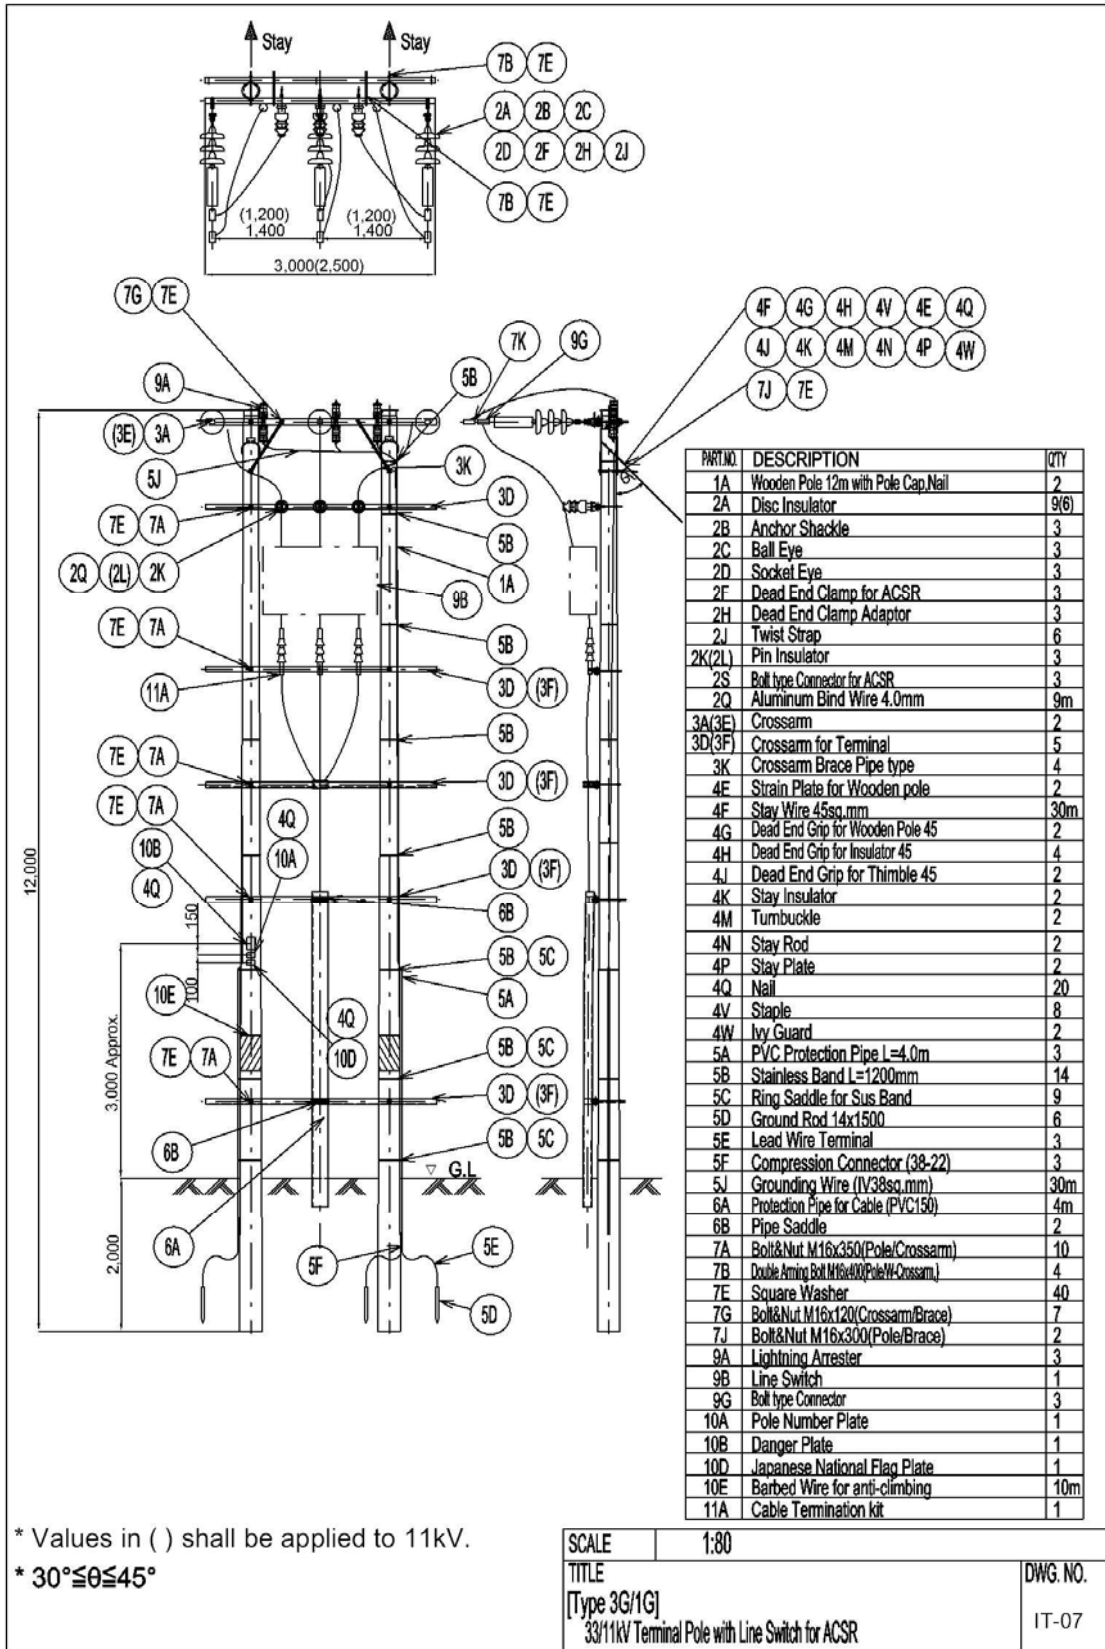 Stay Stay
7B 7E
2A 2B 2C
2D 2F 2H 2J
7B 7E
(1,200) (1,200)
1,400 1,400
3,000(2,500)
7G 7E
7K 9G
4F 4G 4H 4V 4E 4Q
4J 4K 4M 4N 4P 4W
7J 7E
9A
5B
(3E) 3A
5J
3K
θ
3D
7E 7A
5B
2Q (2L) 2K
1A
9B
7E 7A
5B
11A
3D (3F)
5B
7E 7A
3D (3F)
7E 7A
4Q
5B
10B
10A
3D (3F)
4Q
6B
12,000
150
100
5B 5C
10E
5A
4Q
3,000 Approx.
7E 7A
10D
5B 5C
3D (3F)
6B
5B 5C
G.L
6A
5F
5E
5D
2,000
PART.NO. DESCRIPTION Q'TY
1A Wooden Pole 12m with Pole Cap,Nail 2
2A Disc Insulator 9(6)
2B Anchor Shackle 3
2C Ball Eye 3
2D Socket Eye 3
2F Dead End Clamp for ACSR 3
2H Dead End Clamp Adaptor 3
2J Twist Strap 6
2K(2L) Pin Insulator 3
2S Bolt type Connector for ACSR 3
2Q Aluminum Bind Wire 4.0mm 9m
3A(3E) Crossarm 2
3D(3F) Crossarm for Terminal 5
3K Crossarm Brace Pipe type 4
4E Strain Plate for Wooden pole 2
4F Stay Wire 45sq.mm 30m
4G Dead End Grip for Wooden Pole 45 2
4H Dead End Grip for Insulator 45 4
4J Dead End Grip for Thimble 45 2
4K Stay Insulator 2
4M Turnbuckle 2
4N Stay Rod 2
4P Stay Plate 2
4Q Nail 20
4V Staple 8
4W Ivy Guard 2
5A PVC Protection Pipe L=4.0m 3
5B Stainless Band L=1200mm 14
5C Ring Saddle for Sus Band 9
5D Ground Rod 14x1500 6
5E Lead Wire Terminal 3
5F Compression Connector (38-22) 3
5J Grounding Wire (IV38sq.mm) 30m
6A Protection Pipe for Cable (PVC150) 4m
6B Pipe Saddle 2
7A Bolt&Nut M16x350(Pole/Crossarm) 10
7B Double Arming Bolt M16x400(Pole/W-Crossarm,) 4
7E Square Washer 40
7G Bolt&Nut M16x120(Crossarm/Brace) 7
7J Bolt&Nut M16x300(Pole/Brace) 2
9A Lightning Arrester 3
9B Line Switch 1
9G Bolt type Connector 3
10A Pole Number Plate 1
10B Danger Plate 1
10D Japanese National Flag Plate 1
10E Barbed Wire for anti-climbing 10m
11A Cable Termination kit 1
* Values in ( ) shall be applied to 11kV.
* 30°≦θ≦45°
SCALE 1:80
TITLE DWG. NO.
[Type 3G/1G]
33/11kV Terminal Pole with Line Switch for ACSR
IT-07